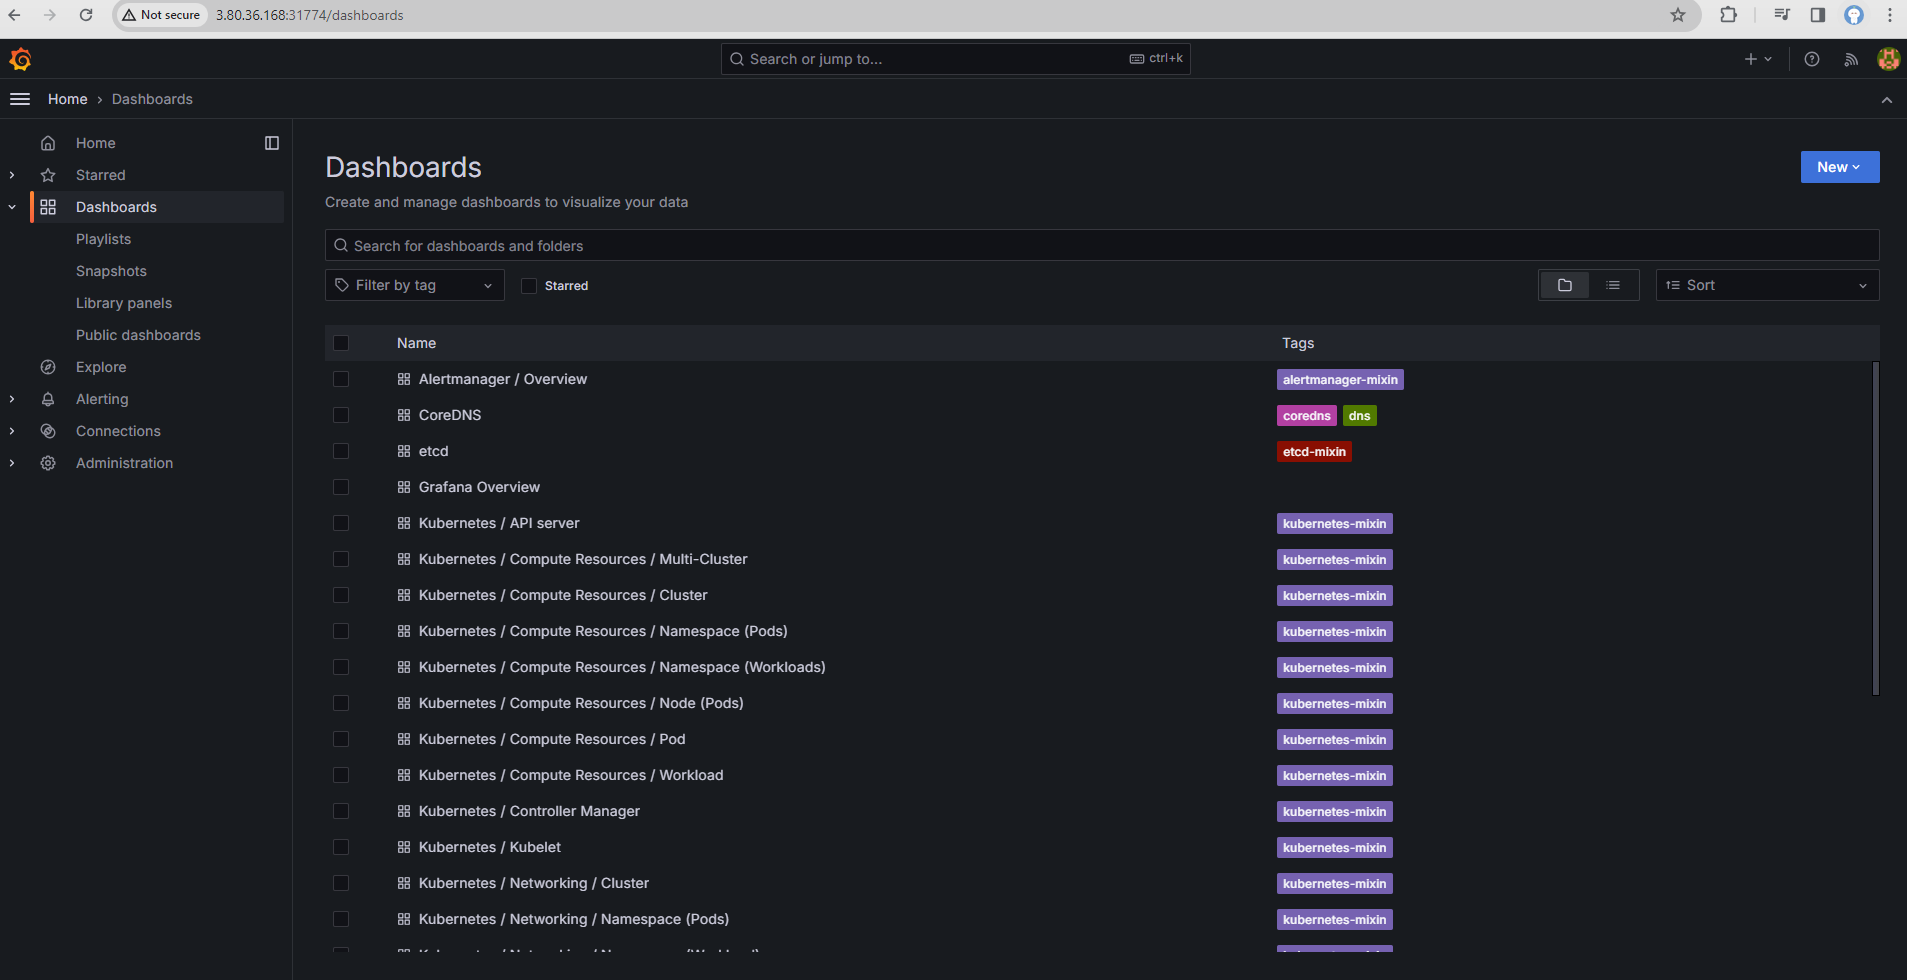 Not secure 3.80.36.168:31774/dashboards
Search or jump to... ctrl+k
Home › Dashboards
Home
Starred
Dashboards
Playlists
Snapshots
Library panels
Public dashboards
Explore
Alerting
Connections
Administration
Dashboards
New
Create and manage dashboards to visualize your data
Search for dashboards and folders
Filter by tag Starred Sort
Name Tags
Alertmanager / Overview alertmanager-mixin
CoreDNS coredns dns
etcd etcd-mixin
Grafana Overview
Kubernetes / API server kubernetes-mixin
Kubernetes / Compute Resources / Multi-Cluster kubernetes-mixin
Kubernetes / Compute Resources / Cluster kubernetes-mixin
Kubernetes / Compute Resources / Namespace (Pods) kubernetes-mixin
Kubernetes / Compute Resources / Namespace (Workloads) kubernetes-mixin
Kubernetes / Compute Resources / Node (Pods) kubernetes-mixin
Kubernetes / Compute Resources / Pod kubernetes-mixin
Kubernetes / Compute Resources / Workload kubernetes-mixin
Kubernetes / Controller Manager kubernetes-mixin
Kubernetes / Kubelet kubernetes-mixin
Kubernetes / Networking / Cluster kubernetes-mixin
Kubernetes / Networking / Namespace (Pods) kubernetes-mixin